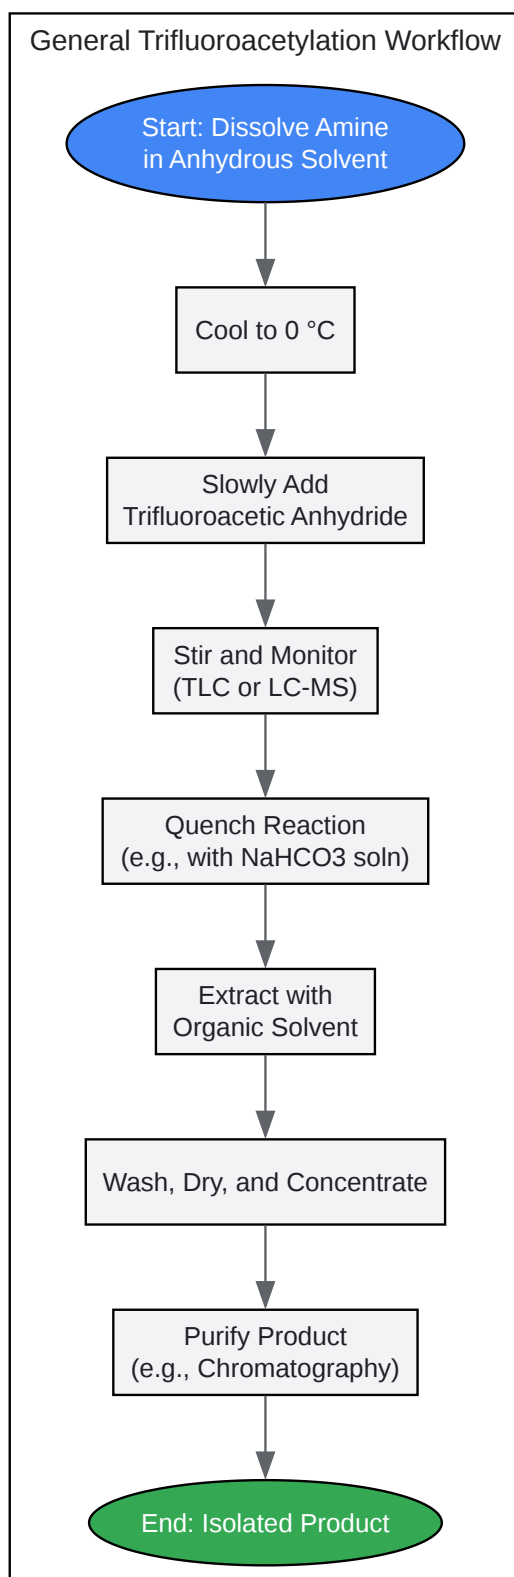 General Trifluoroacetylation Workflow
Start: Dissolve Amine
in Anhydrous Solvent
Cool to 0 °C
Slowly Add
Trifluoroacetic Anhydride
Stir and Monitor
(TLC or LC-MS)
Quench Reaction
(e.g., with NaHCO3 soln)
Extract with
Organic Solvent
Wash, Dry, and Concentrate
Purify Product
(e.g., Chromatography)
End: Isolated Product